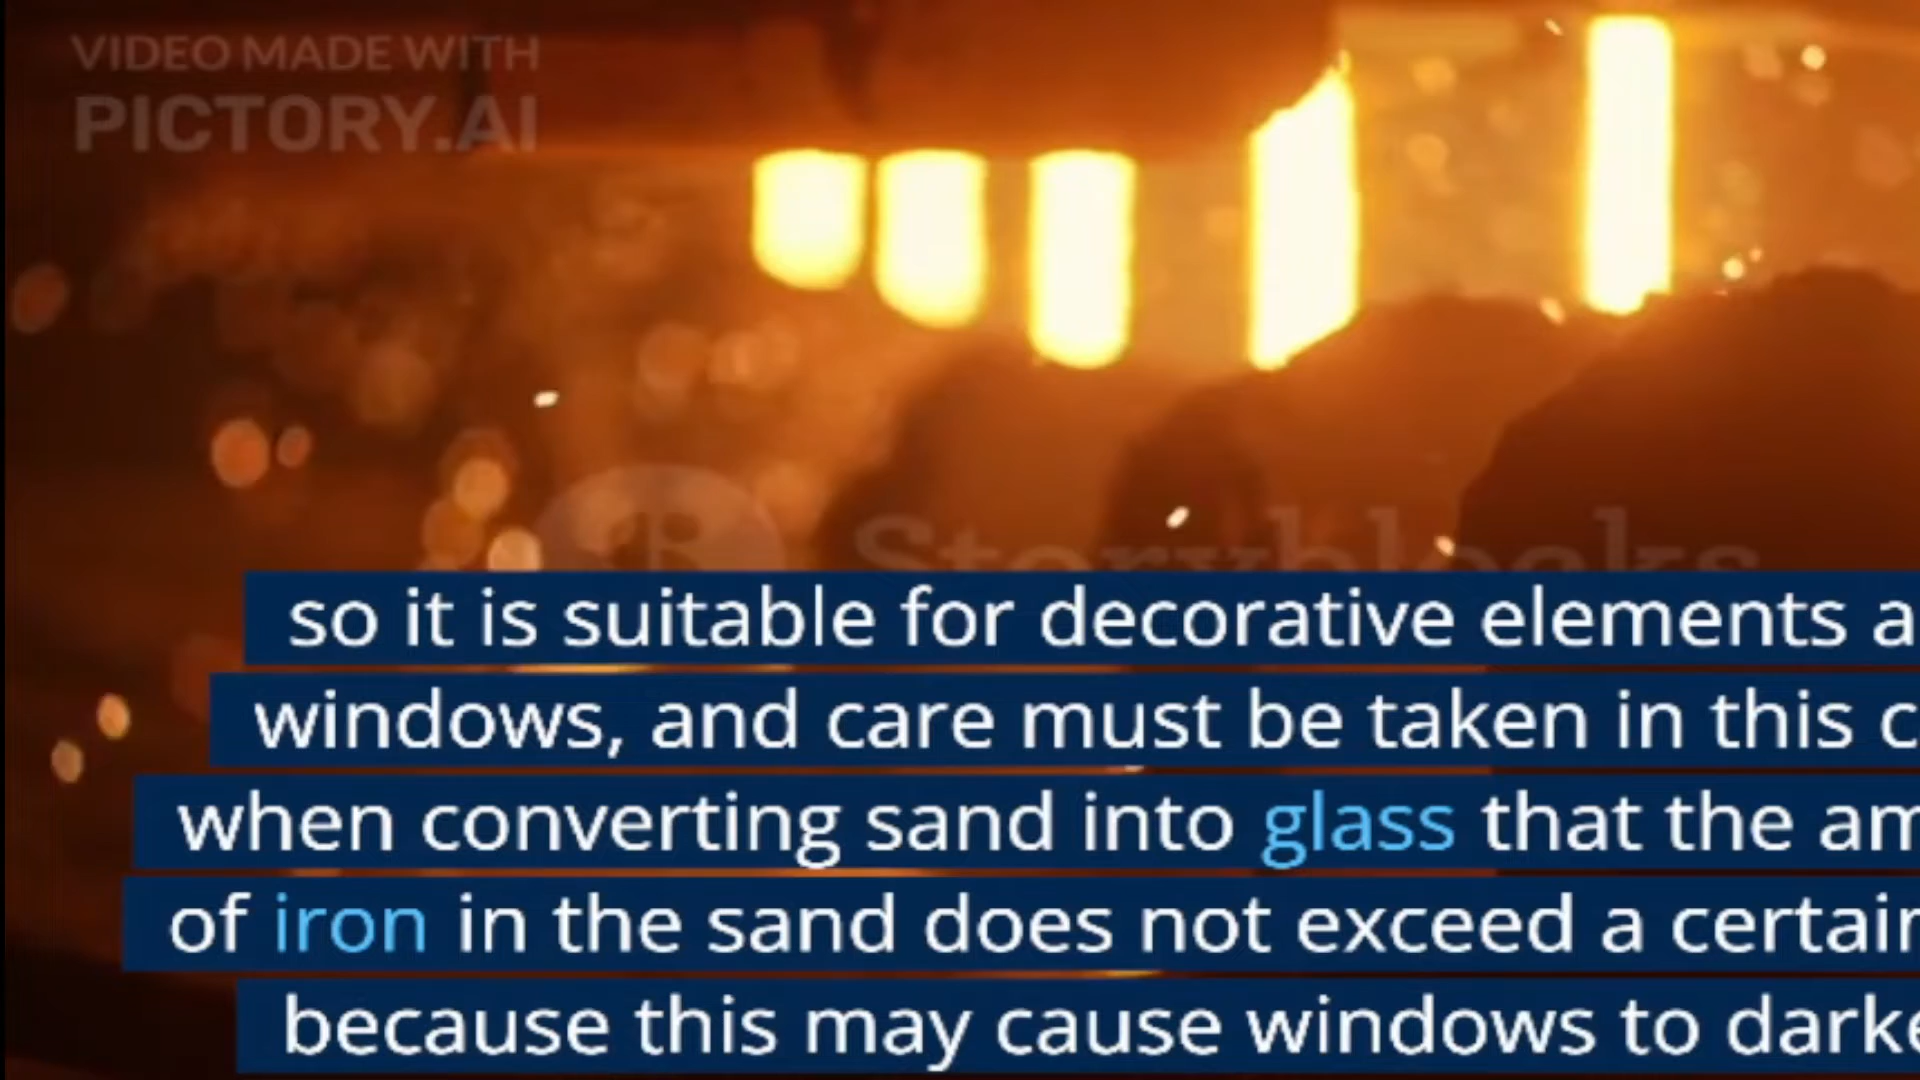 VIDEO MADE WITH
PICTORY.AI
Storyblocks
so it is suitable for decorative elements a
windows, and care must be taken in this c
when converting sand into glass that the am
of iron in the sand does not exceed a certain
because this may cause windows to darke